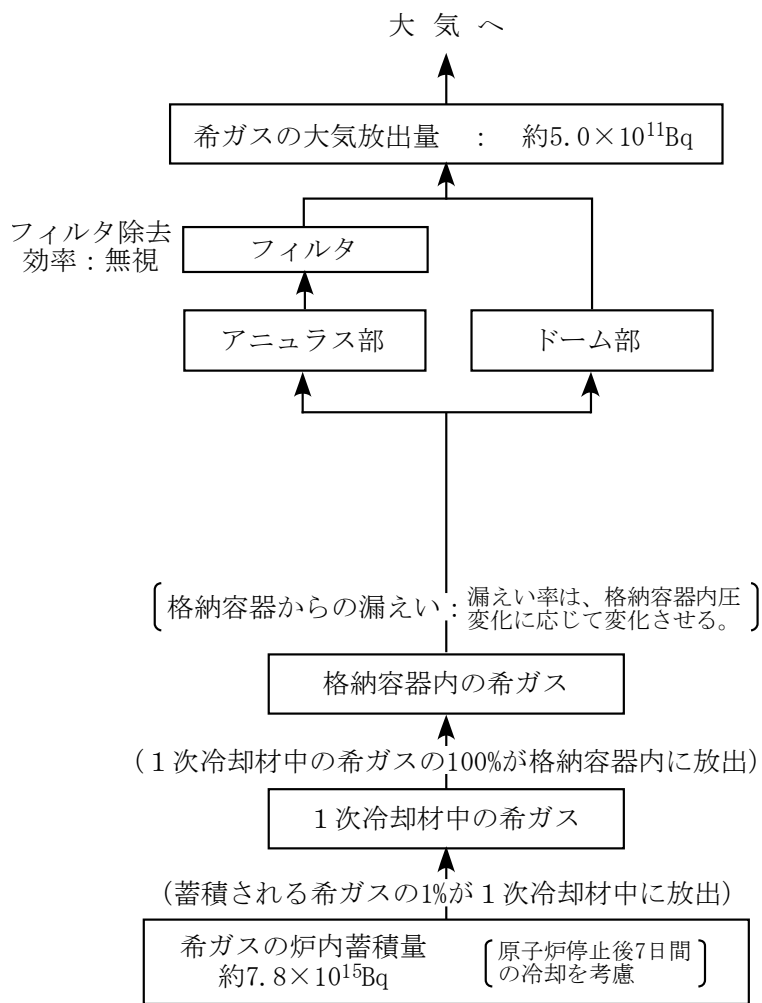 大 気 へ
希ガスの大気放出量 : 約5.0×10¹¹Bq
フィルタ除去
効率：無視
フィルタ
アニュラス部
ドーム部
格納容器からの漏えい：漏えい率は、格納容器内圧
変化に応じて変化させる。
格納容器内の希ガス
(１次冷却材中の希ガスの100%が格納容器内に放出)
１次冷却材中の希ガス
(蓄積される希ガスの1%が１次冷却材中に放出)
希ガスの炉内蓄積量
約7.8×10¹⁵Bq
原子炉停止後7日間
の冷却を考慮